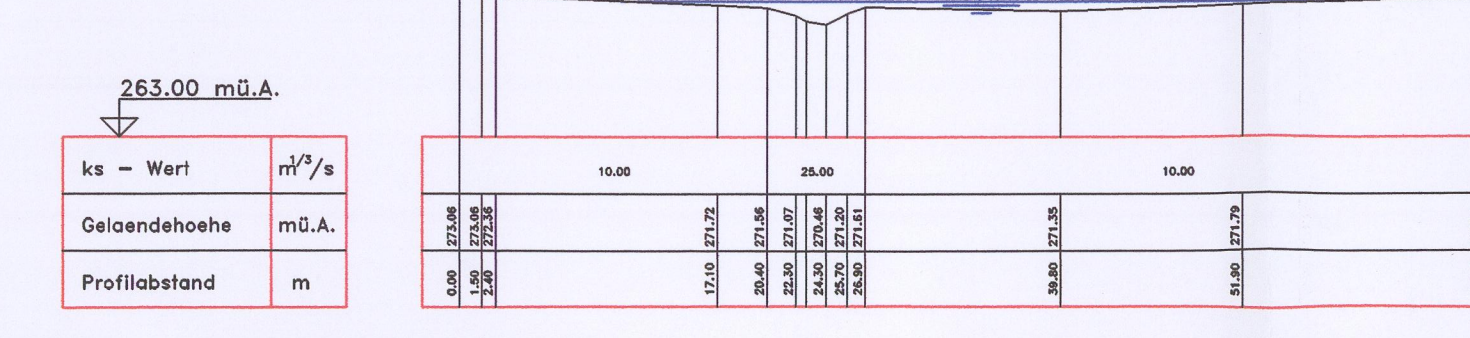 263.00 mü.A.
ks – Wert m1/3/s 10.00 25.00 10.00
Gelaendehoehe mü.A. 273.06 273.06 272.36 271.72 271.56 271.07 270.46 271.20 271.61 271.35 271.79
Profilabstand m 0.00 1.50 2.40 17.10 20.40 22.30 24.30 25.70 26.90 39.80 51.90